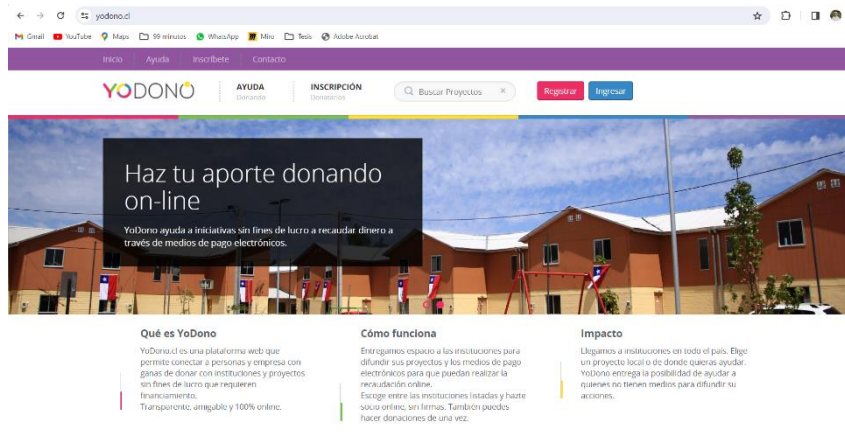 yodono.cl
Gmail YouTube Maps 99 minutos WhatsApp Miro Tesis Adobe Acrobat
Inicio Ayuda Inscríbete Contacto
YODONO
AYUDA
Donando
INSCRIPCIÓN
Donatarios
Buscar Proyectos ×
Registrar Ingresar
Haz tu aporte donando
on-line
YoDono ayuda a iniciativas sin fines de lucro a recaudar dinero a
través de medios de pago electrónicos.
Qué es YoDono
YoDono.cl es una plataforma web que
permite conectar a personas y empresa con
ganas de donar con instituciones y proyectos
sin fines de lucro que requieren
financiamiento.
Transparente, amigable y 100% online.
Cómo funciona
Entregamos espacio a las instituciones para
difundir sus proyectos y los medios de pago
electrónicos para que puedan realizar la
recaudación online.
Escoge entre las instituciones listadas y hazte
socio online, sin firmas. También puedes
hacer donaciones de una vez.
Impacto
Llegamos a instituciones en todo el país. Elige
un proyecto local o de donde quieras ayudar.
YoDono entrega la posibilidad de ayudar a
quienes no tienen medios para difundir su
acciones.